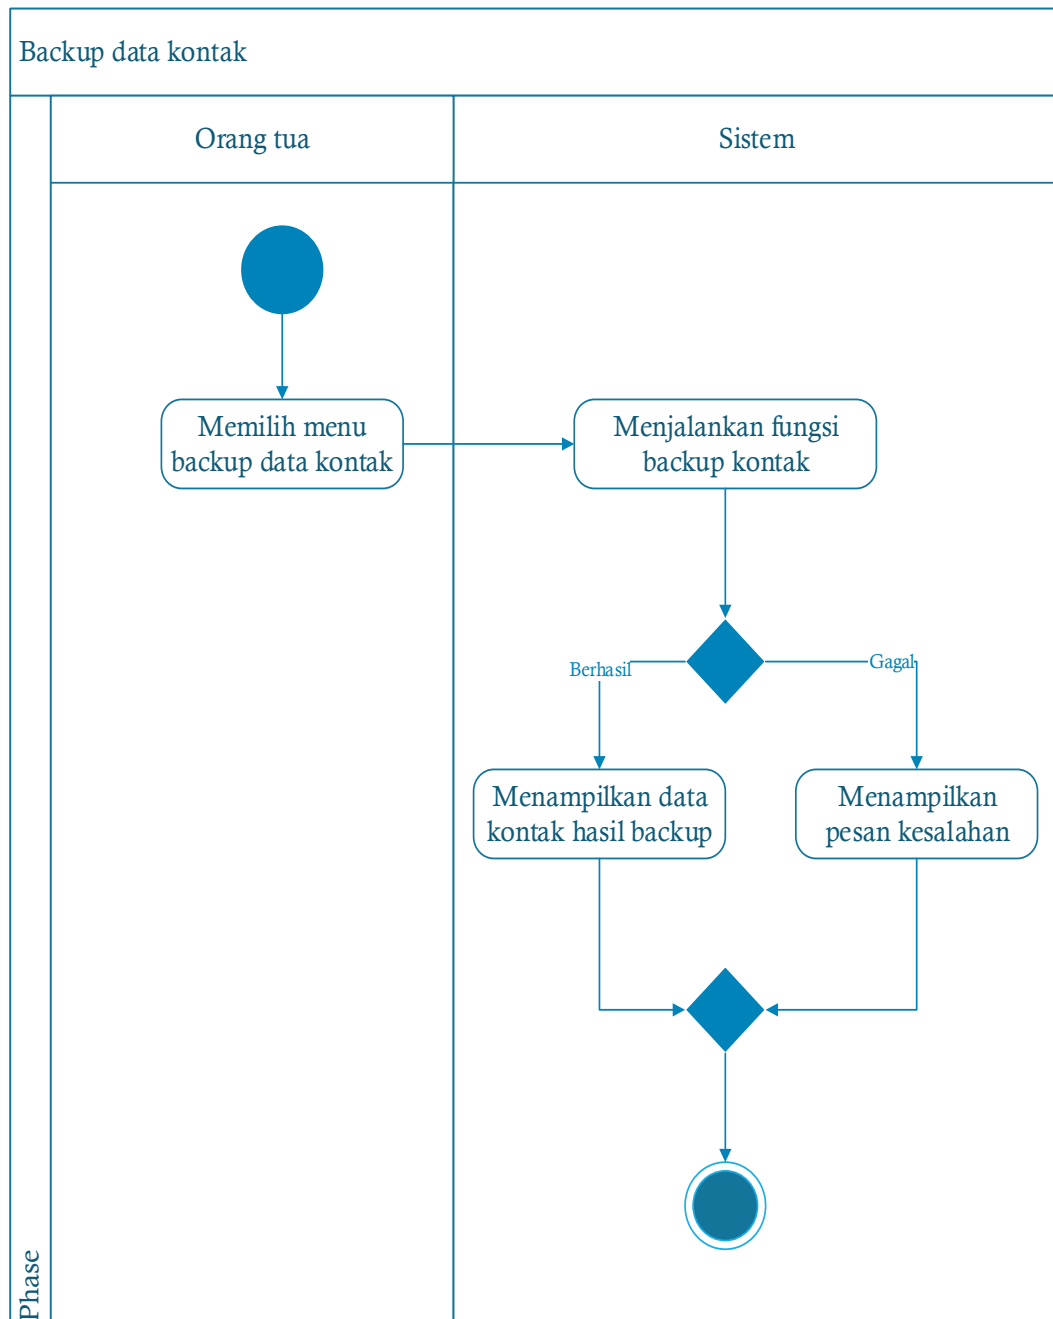 Backup data kontak
Orang tua
Sistem
Memilih menu
backup data kontak
Menjalankan fungsi
backup kontak
Berhasil
Gagal
Menampilkan data
kontak hasil backup
Menampilkan
pesan kesalahan
Phase